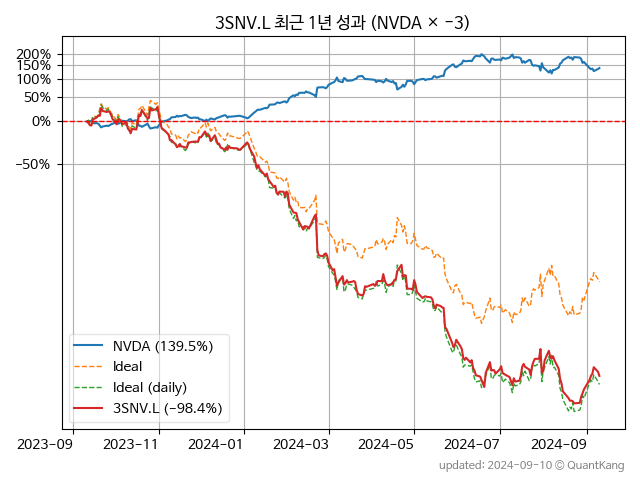 3SNV.L 최근 1년 성과 (NVDA × −3)
200%
150%
100%
50%
0%
−50%
NVDA (139.5%)
Ideal
Ideal (daily)
3SNV.L (−98.4%)
2023-09 2023-11 2024-01 2024-03 2024-05 2024-07 2024-09
updated: 2024-09-10 © QuantKang